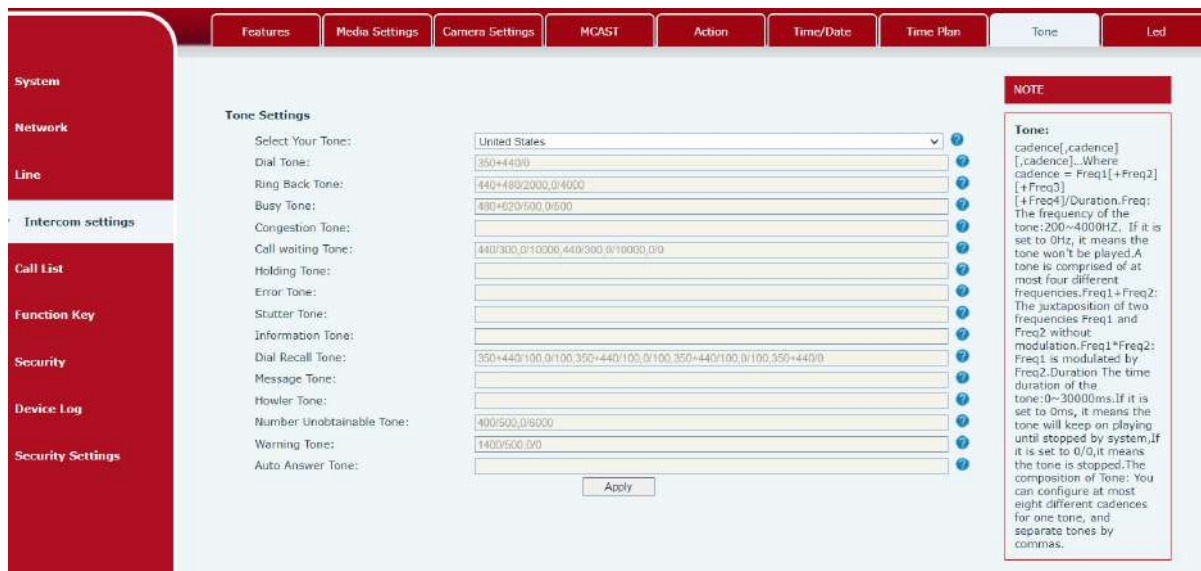 Features Media Settings Camera Settings MCAST Action Time/Date Time Plan Tone Led
System
Network
Line
Intercom settings
Call List
Function Key
Security
Device Log
Security Settings
Tone Settings
Select Your Tone: United States
Dial Tone: 350+440/0
Ring Back Tone: 440+480/2000,0/4000
Busy Tone: 480+620/500,0/500
Congestion Tone:
Call waiting Tone: 440/300,0/10000,440/300,0/10000,0/0
Holding Tone:
Error Tone:
Stutter Tone:
Information Tone:
Dial Recall Tone: 350+440/100,0/100,350+440/100,0/100,350+440/100,0/100,350+440/0
Message Tone:
Howler Tone:
Number Unobtainable Tone: 400/500,0/6000
Warning Tone: 1400/500,0/0
Auto Answer Tone:
Apply
NOTE
Tone:
cadence[,cadence]
[,cadence]...Where
cadence = Freq1[+Freq2]
[+Freq3]
[+Freq4]/Duration.Freq:
The frequency of the
tone:200~4000HZ, If it is
set to 0Hz, it means the
tone won't be played.A
tone is comprised of at
most four different
frequencies.Freq1+Freq2:
The juxtaposition of two
frequencies Freq1 and
Freq2 without
modulation.Freq1*Freq2:
Freq1 is modulated by
Freq2.Duration The time
duration of the
tone:0~30000ms.If it is
set to 0ms, it means the
tone will keep on playing
until stopped by system,If
it is set to 0/0,it means
the tone is stopped.The
composition of Tone: You
can configure at most
eight different cadences
for one tone, and
separate tones by
commas.